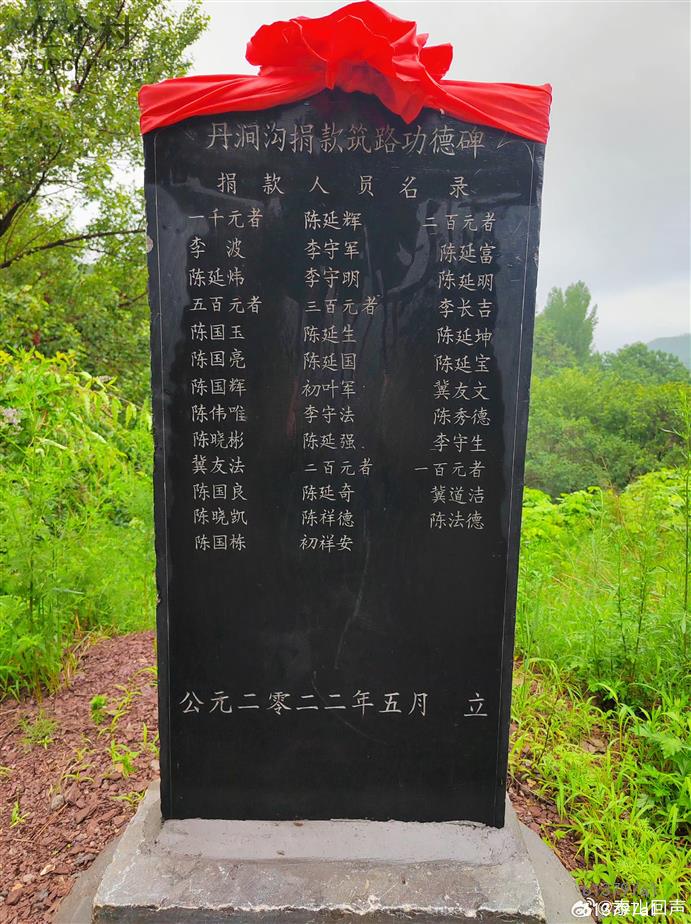 亿个村
yigecun.com
丹涧沟捐款筑路功德碑
捐款人员名录
一千元者
李波
陈延炜
五百元者
陈国玉
陈国亮
陈国辉
陈伟唯
陈晓彬
冀友法
陈国良
陈晓凯
陈国栋
陈延辉
李守军
李守明
三百元者
陈延生
陈延国
初叶军
李守法
陈延强
二百元者
陈延奇
陈祥德
初祥安
二百元者
陈延富
陈延明
李长吉
陈延坤
陈延宝
冀友文
陈秀德
李守生
一百元者
冀道洁
陈法德
公元二零二二年五月 立
@泰山回声